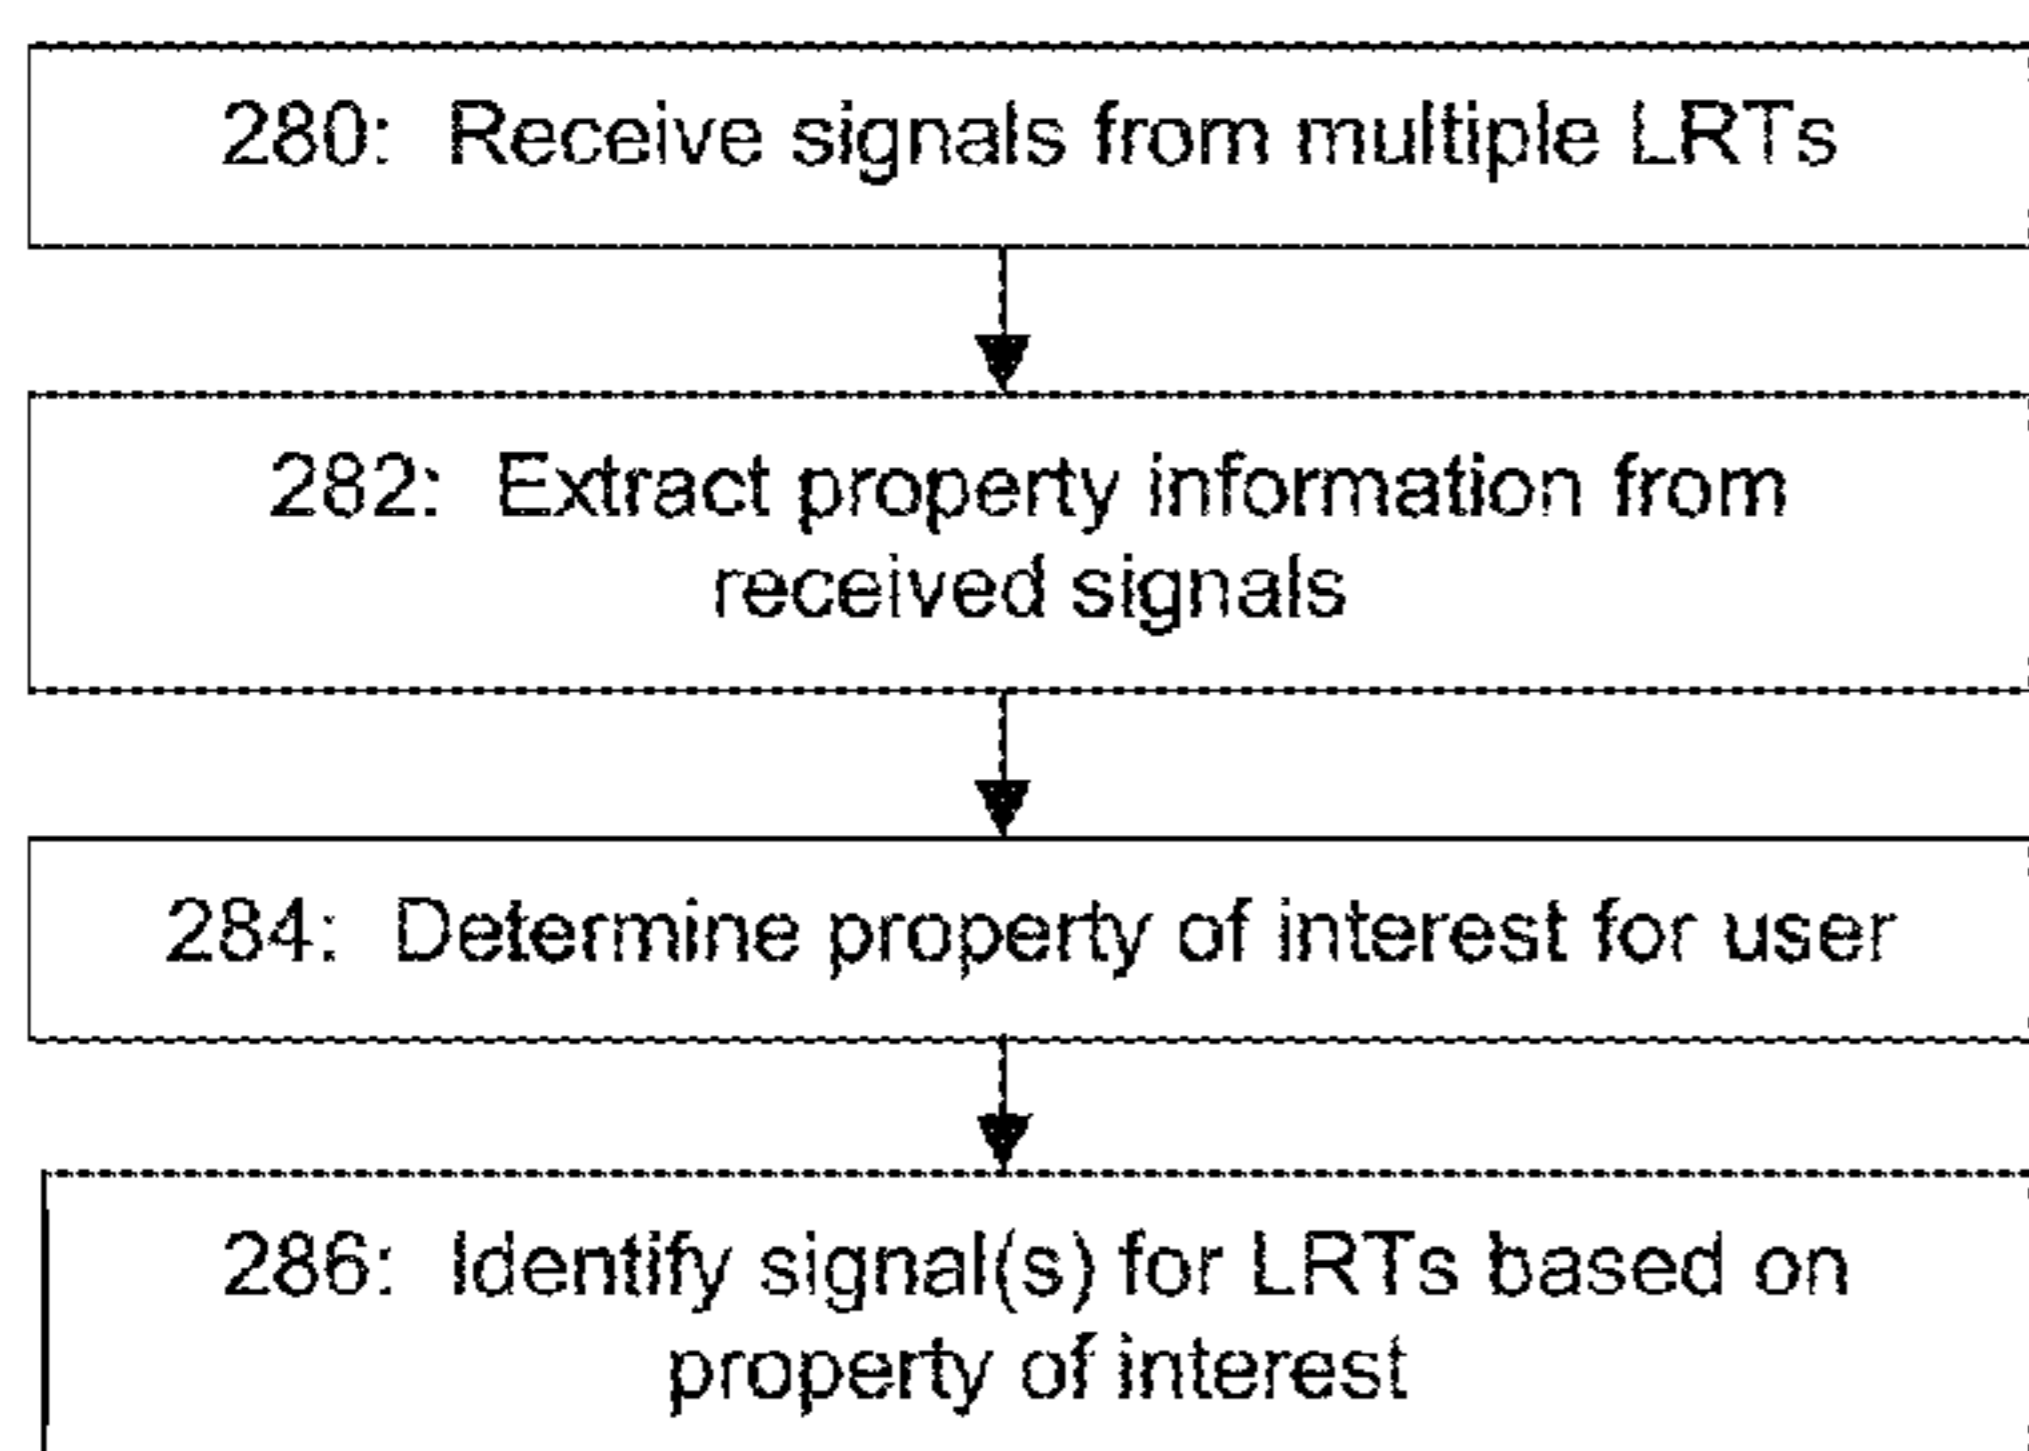 280: Receive signals from multiple LRTs
282: Extract property information from
received signals
284: Determine property of interest for user
286: Identify signal(s) for LRTs based on
property of interest